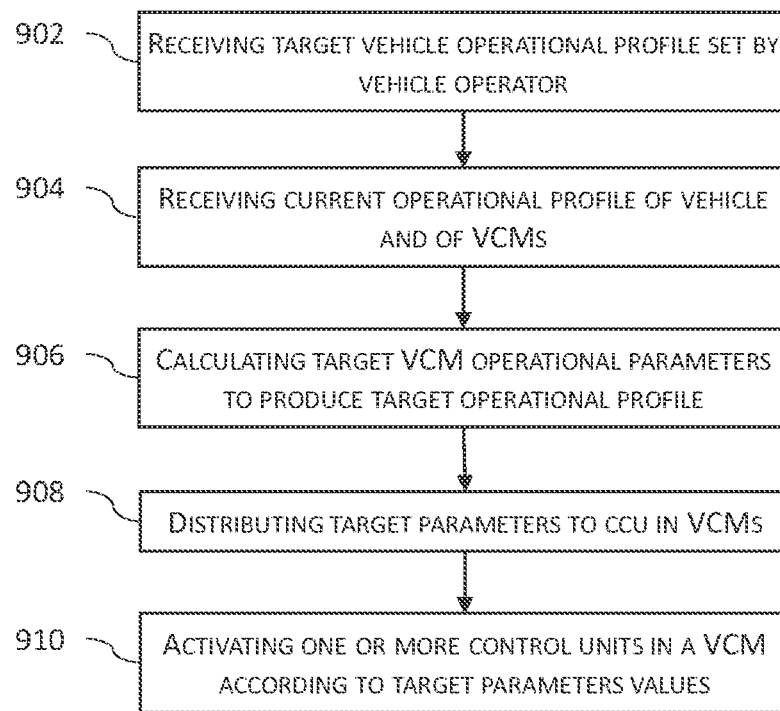 902
RECEIVING TARGET VEHICLE OPERATIONAL PROFILE SET BY
VEHICLE OPERATOR
904
RECEIVING CURRENT OPERATIONAL PROFILE OF VEHICLE
AND OF VCMS
906
CALCULATING TARGET VCM OPERATIONAL PARAMETERS
TO PRODUCE TARGET OPERATIONAL PROFILE
908
DISTRIBUTING TARGET PARAMETERS TO CCU IN VCMS
910
ACTIVATING ONE OR MORE CONTROL UNITS IN A VCM
ACCORDING TO TARGET PARAMETERS VALUES